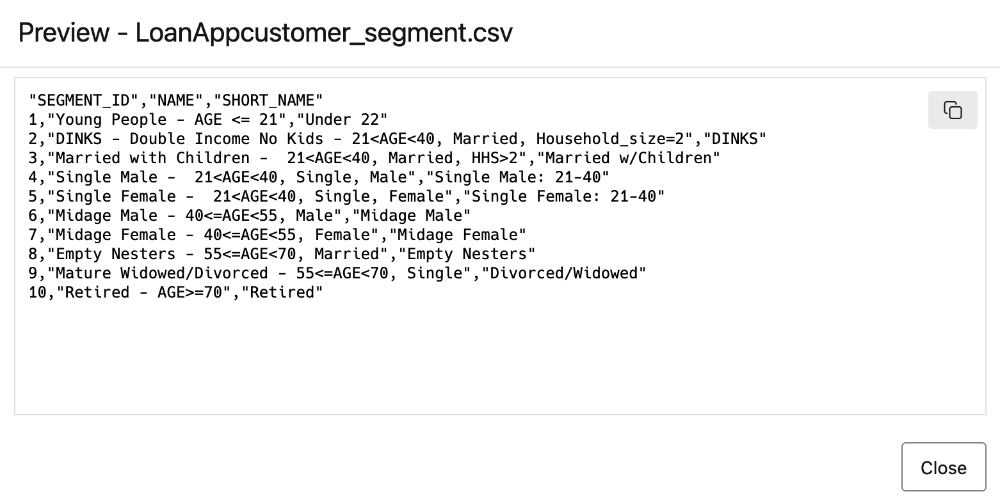 Preview - LoanAppcustomer_segment.csv
"SEGMENT_ID","NAME","SHORT_NAME"
1,"Young People - AGE <= 21","Under 22"
2,"DINKS - Double Income No Kids - 21<AGE<40, Married, Household_size=2","DINKS"
3,"Married with Children -  21<AGE<40, Married, HHS>2","Married w/Children"
4,"Single Male -  21<AGE<40, Single, Male","Single Male: 21-40"
5,"Single Female -  21<AGE<40, Single, Female","Single Female: 21-40"
6,"Midage Male - 40<=AGE<55, Male","Midage Male"
7,"Midage Female - 40<=AGE<55, Female","Midage Female"
8,"Empty Nesters - 55<=AGE<70, Married","Empty Nesters"
9,"Mature Widowed/Divorced - 55<=AGE<70, Single","Divorced/Widowed"
10,"Retired - AGE>=70","Retired"
Close